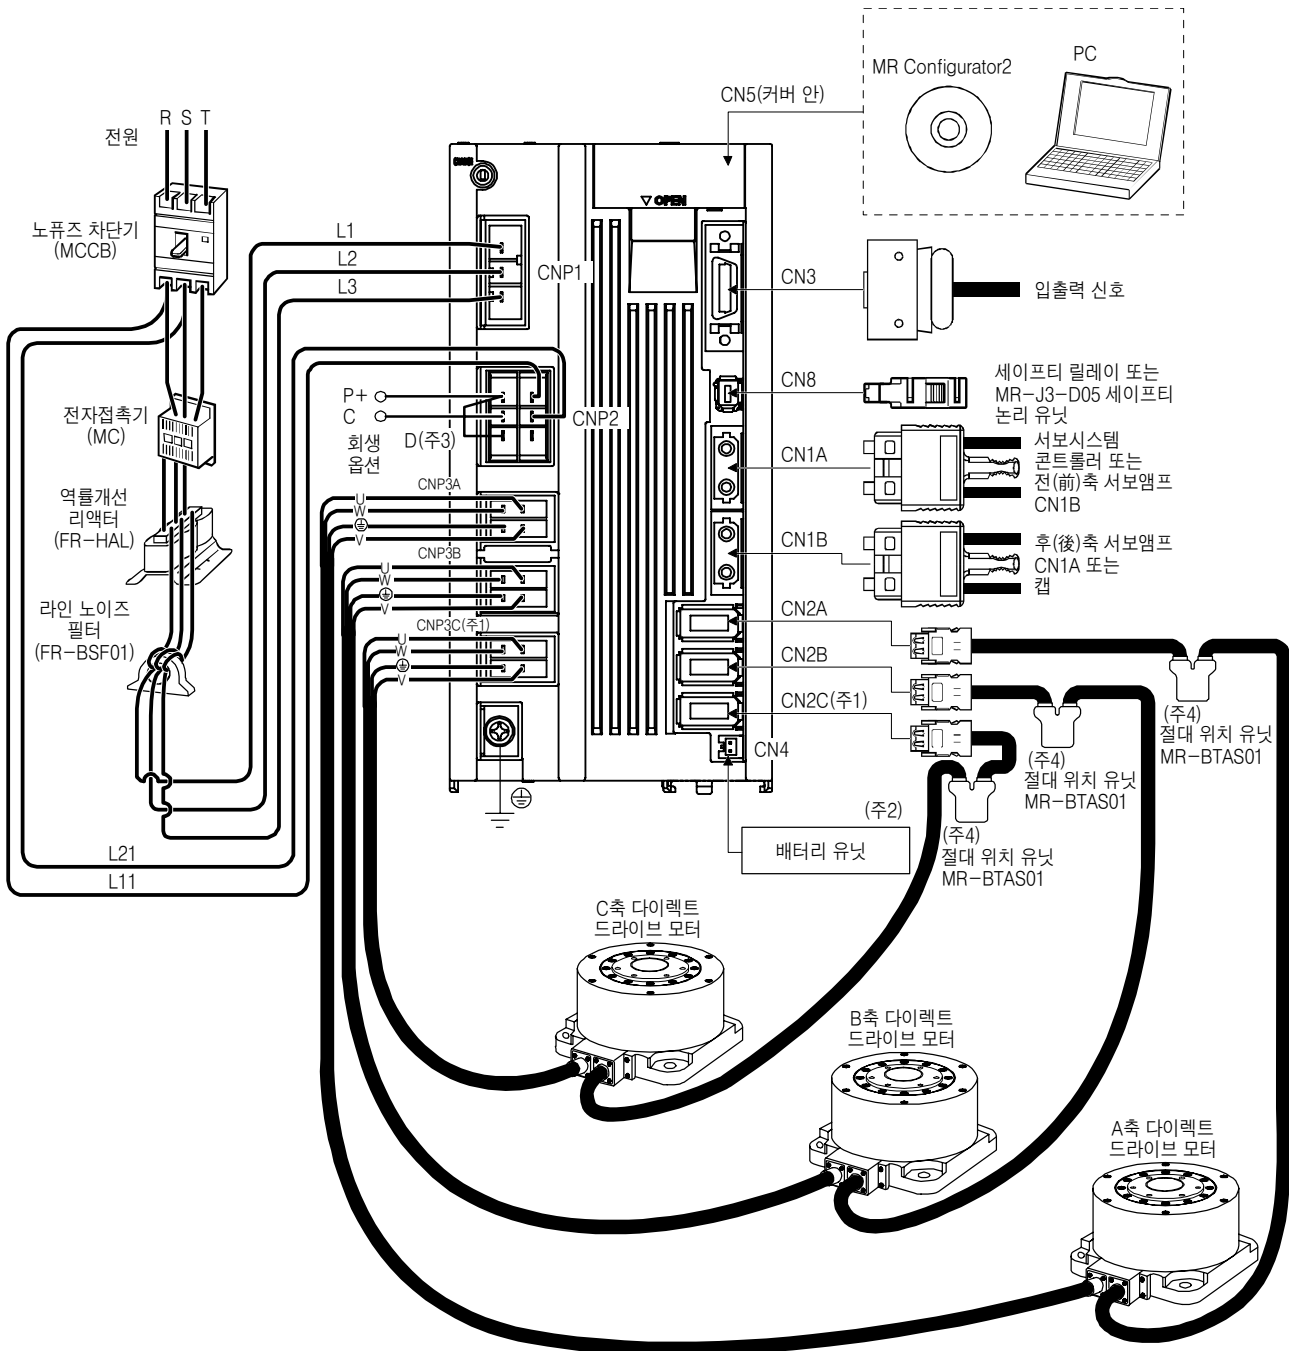 MR Configurator2
PC
CN5(커버 안)
R S T
전원
노퓨즈 차단기
(MCCB)
L1
L2
L3
▽ OPEN
CNP1
CN3
입출력 신호
P+
C
회생
옵션
D(주3)
CNP2
CN8
세이프티 릴레이 또는
MR-J3-D05 세이프티
논리 유닛
전자접촉기
(MC)
CN1A
서보시스템
콘트롤러 또는
전(前)축 서보앰프
CN1B
역률개선
리액터
(FR-HAL)
CNP3A
U
W
V
CN1B
후(後)축 서보앰프
CN1A 또는
캡
CNP3B
U
W
V
라인 노이즈
필터
(FR-BSF01)
CNP3C(주1)
U
W
V
CN2A
CN2B
CN2C(주1)
CN4
(주4)
절대 위치 유닛
MR-BTAS01
(주4)
절대 위치 유닛
MR-BTAS01
(주4)
절대 위치 유닛
MR-BTAS01
(주2)
배터리 유닛
L21
L11
C축 다이렉트
드라이브 모터
B축 다이렉트
드라이브 모터
A축 다이렉트
드라이브 모터